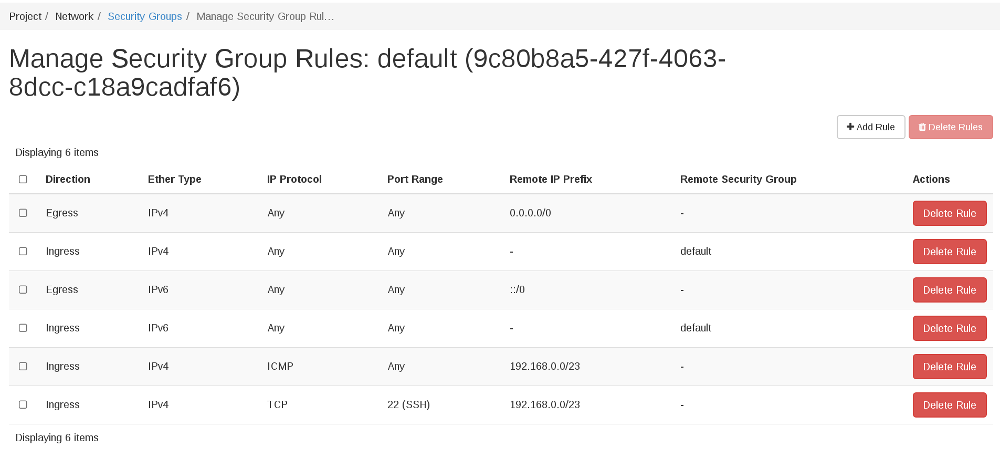 Project / Network / Security Groups / Manage Security Group Rul...
Manage Security Group Rules: default (9c80b8a5-427f-4063-
8dcc-c18a9cadfaf6)
Add Rule Delete Rules
Displaying 6 items
Direction Ether Type IP Protocol Port Range Remote IP Prefix Remote Security Group Actions
Egress IPv4 Any Any 0.0.0.0/0 - Delete Rule
Ingress IPv4 Any Any - default Delete Rule
Egress IPv6 Any Any ::/0 - Delete Rule
Ingress IPv6 Any Any - default Delete Rule
Ingress IPv4 ICMP Any 192.168.0.0/23 - Delete Rule
Ingress IPv4 TCP 22 (SSH) 192.168.0.0/23 - Delete Rule
Displaying 6 items